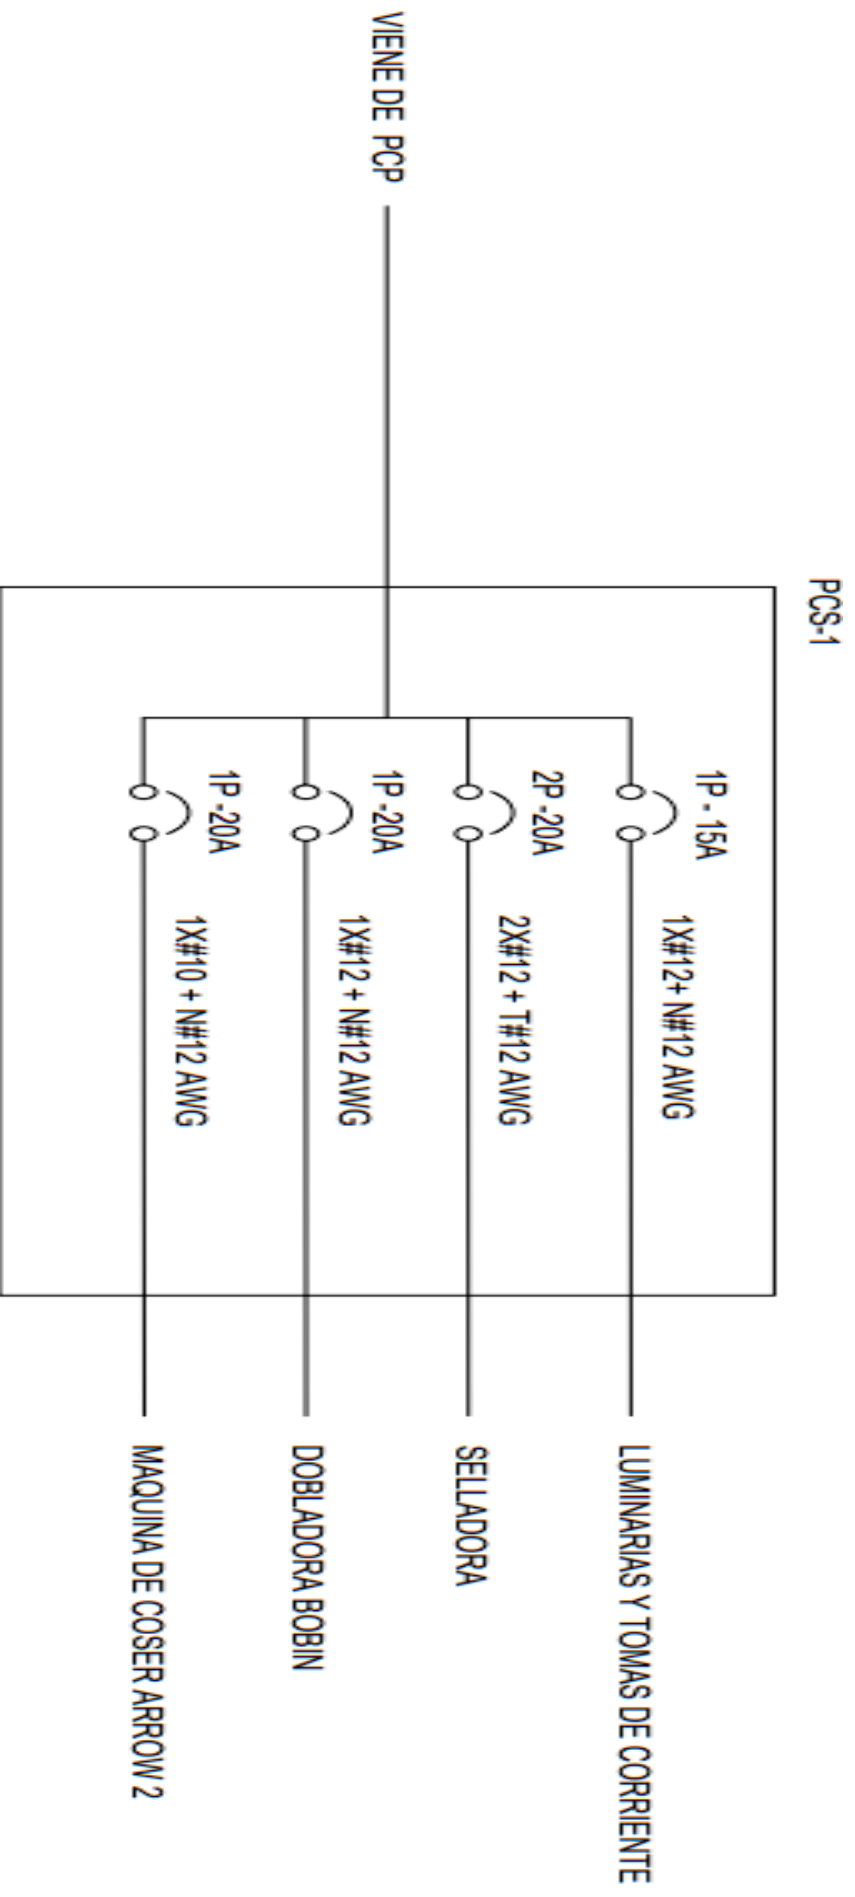 PCS-1
VIENE DE PCP
1P - 15A
1X#12+ N#12 AWG
LUMINARIAS Y TOMAS DE CORRIENTE
2P -20A
2X#12 + T#12 AWG
SELLADORA
1P -20A
1X#12 + N#12 AWG
DOBLADORA BOBIN
1P -20A
1X#10 + N#12 AWG
MAQUINA DE COSER ARROW 2